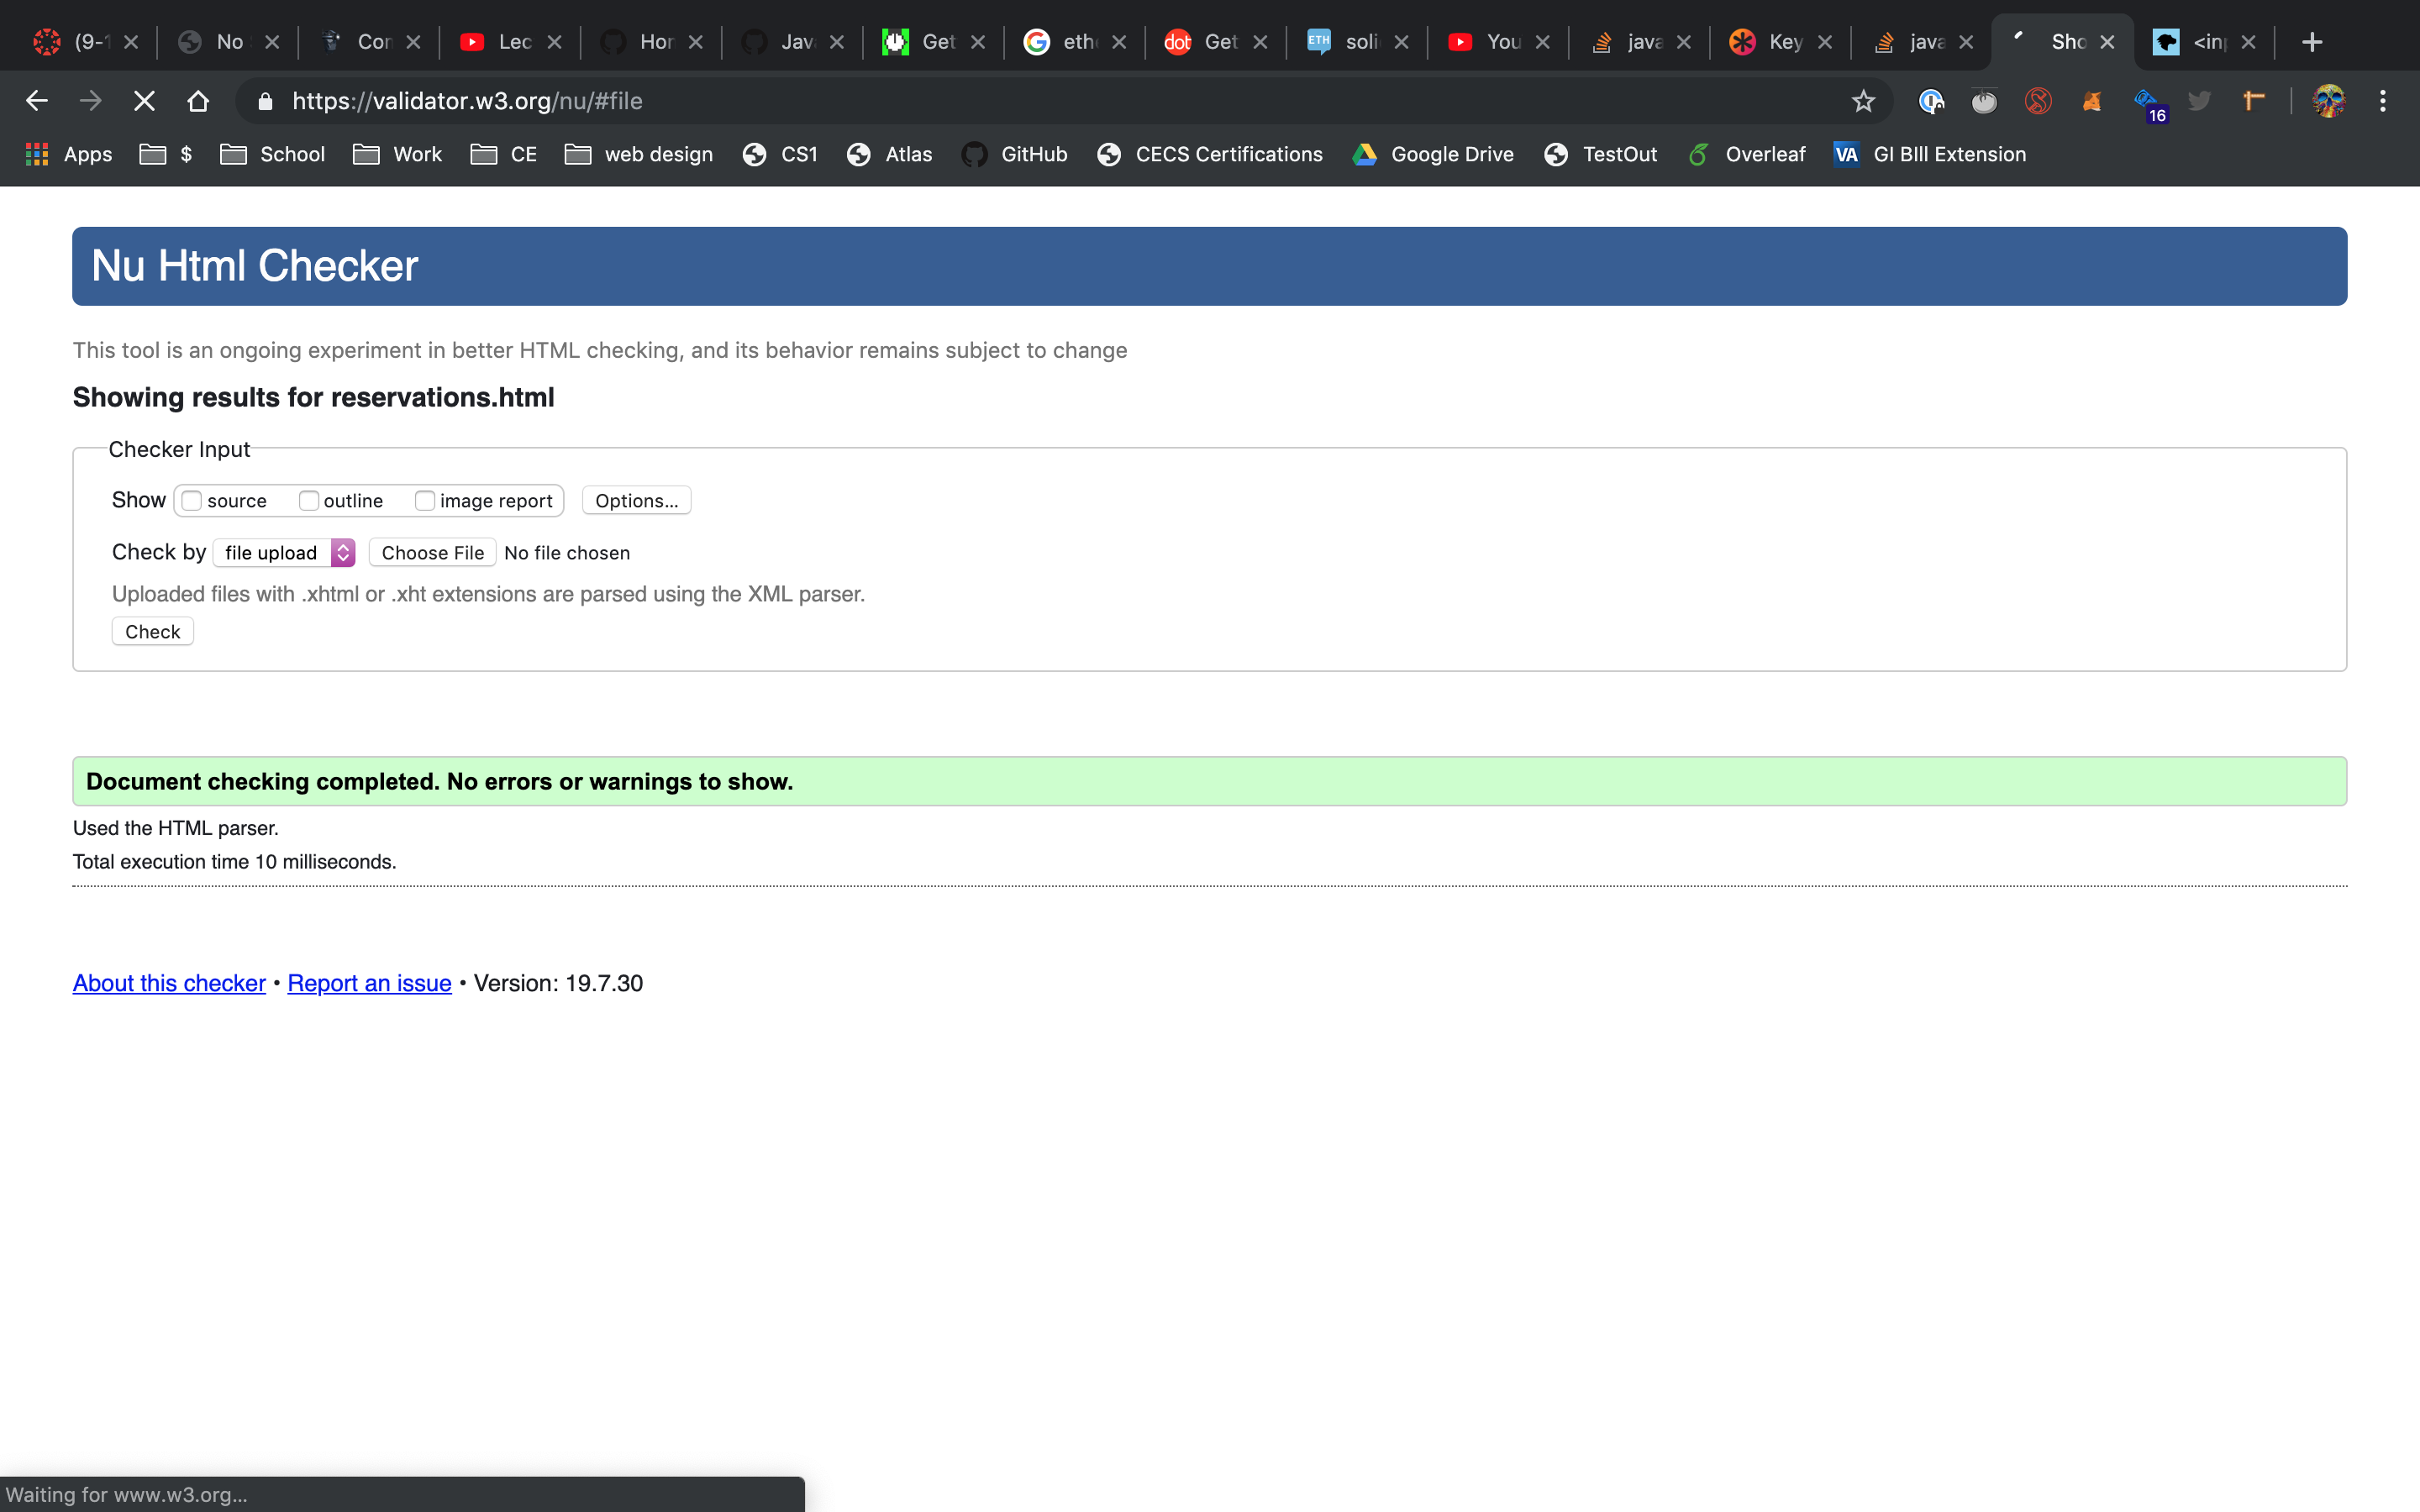 (9-1 No Con Lec Hor Jav Get eth dot Get ETH soli You java Key java Sho <inp
https://validator.w3.org/nu/#file
16
Apps $ School Work CE web design CS1 Atlas GitHub CECS Certifications Google Drive TestOut Overleaf VA GI BIll Extension
Nu Html Checker
This tool is an ongoing experiment in better HTML checking, and its behavior remains subject to change
Showing results for reservations.html
Checker Input
Show source outline image report Options...
Check by file upload Choose File No file chosen
Uploaded files with .xhtml or .xht extensions are parsed using the XML parser.
Check
Document checking completed. No errors or warnings to show.
Used the HTML parser.
Total execution time 10 milliseconds.
About this checker • Report an issue • Version: 19.7.30
Waiting for www.w3.org...